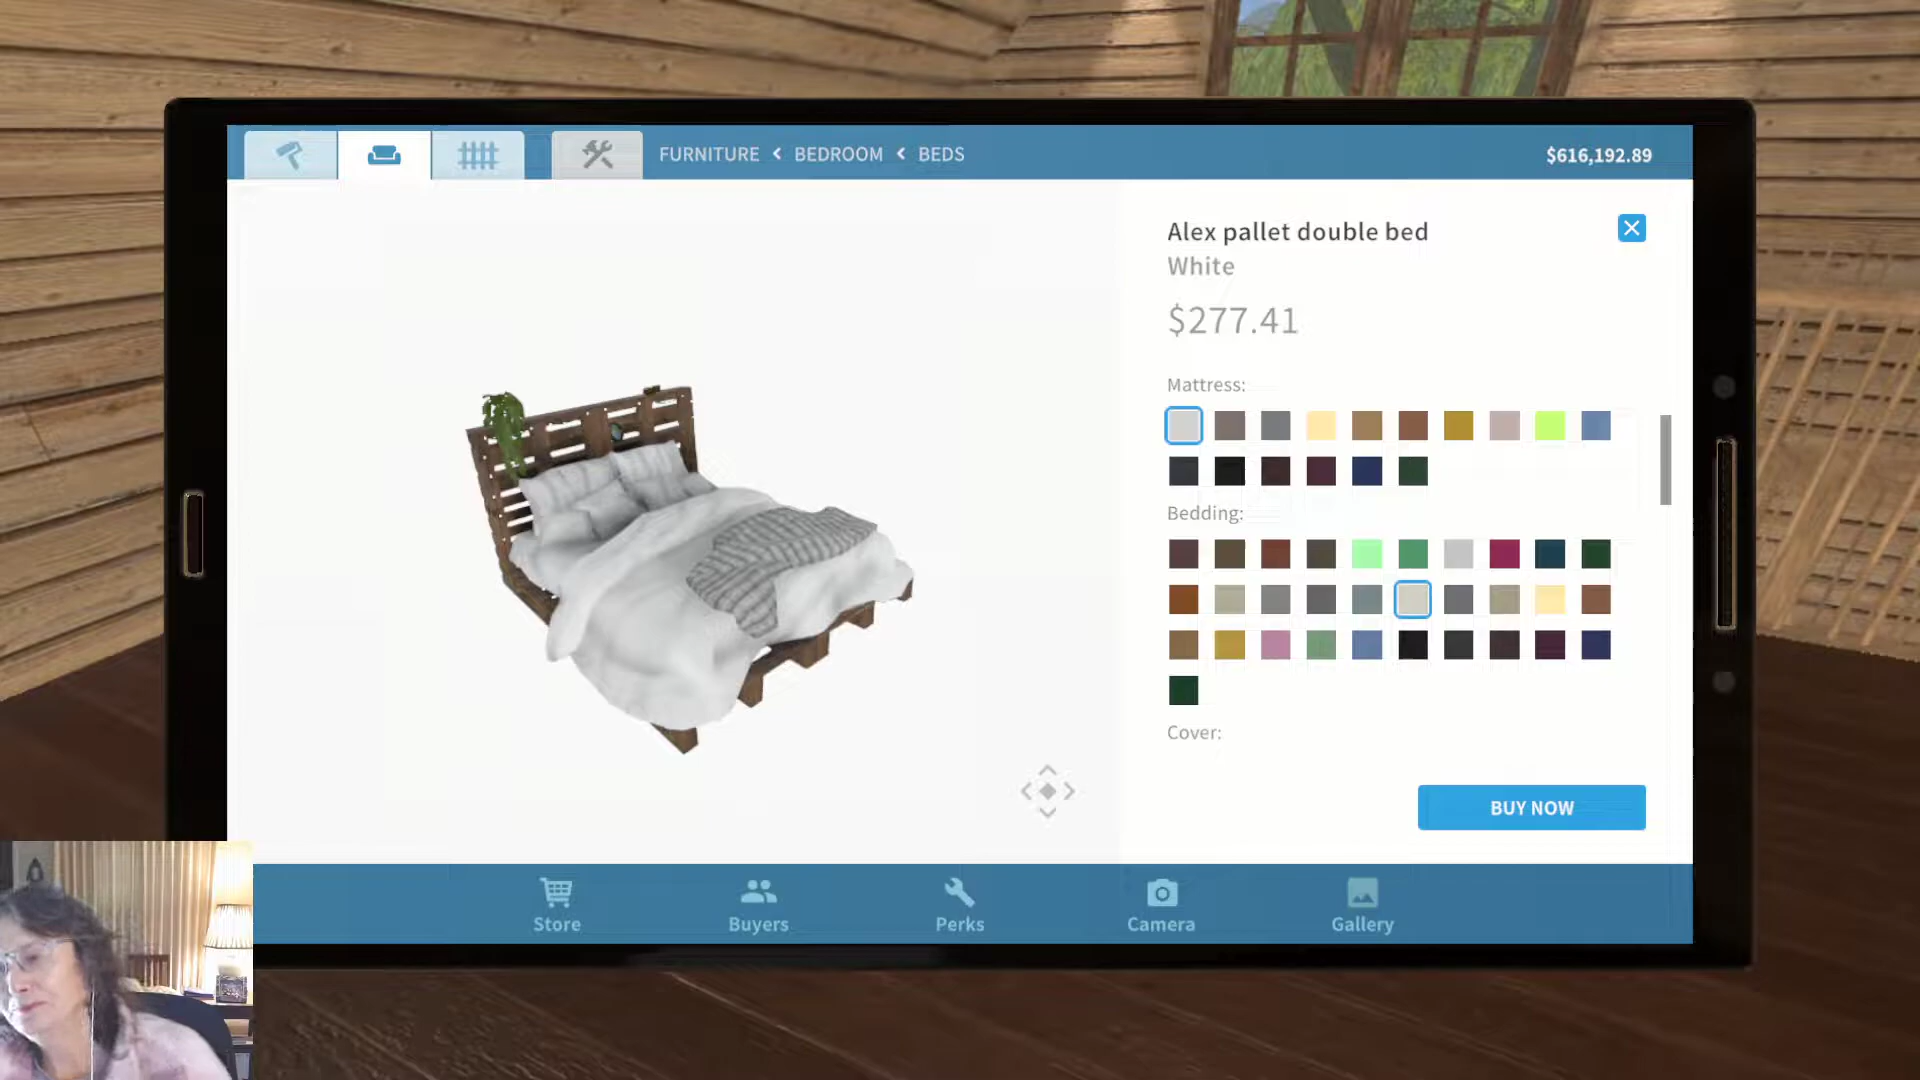 FURNITURE < BEDROOM < BEDS
$616,192.89
Alex pallet double bed
White
$277.41
Mattress:
Bedding:
Cover:
BUY NOW
Store
Buyers
Perks
Camera
Gallery